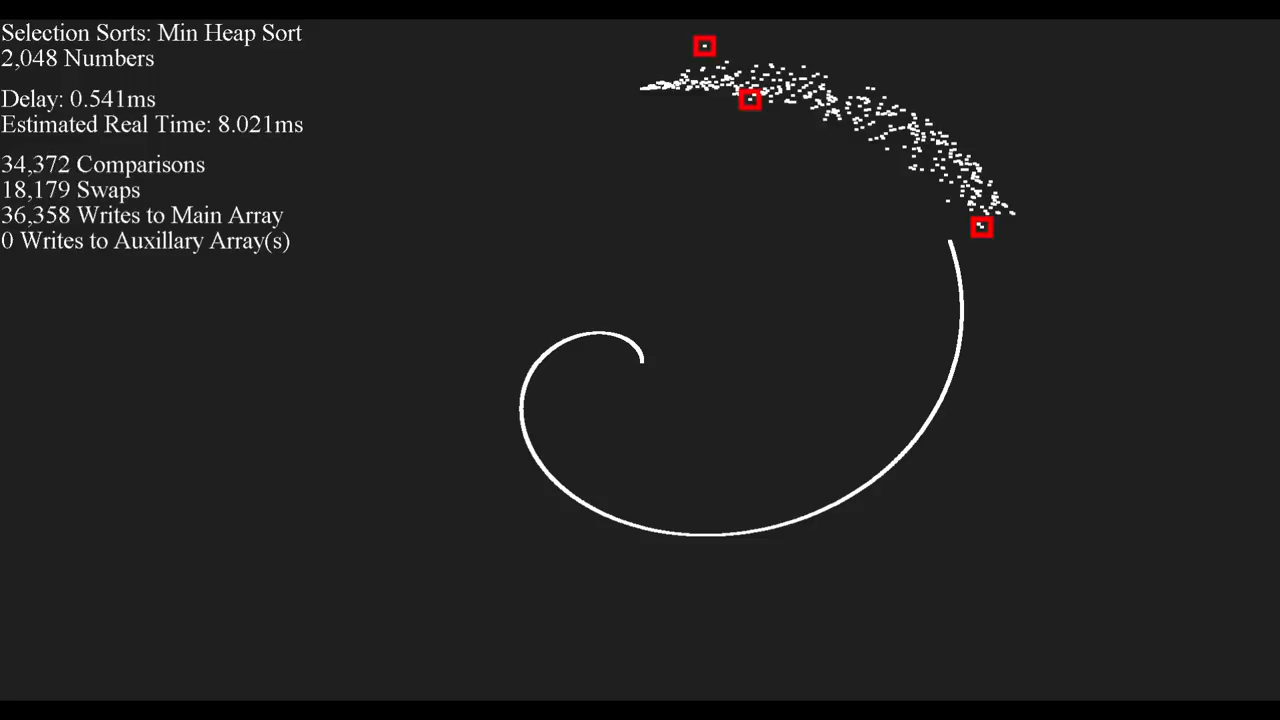 Selection Sorts: Min Heap Sort
2,048 Numbers
Delay: 0.541ms
Estimated Real Time: 8.021ms
34,372 Comparisons
18,179 Swaps
36,358 Writes to Main Array
0 Writes to Auxillary Array(s)